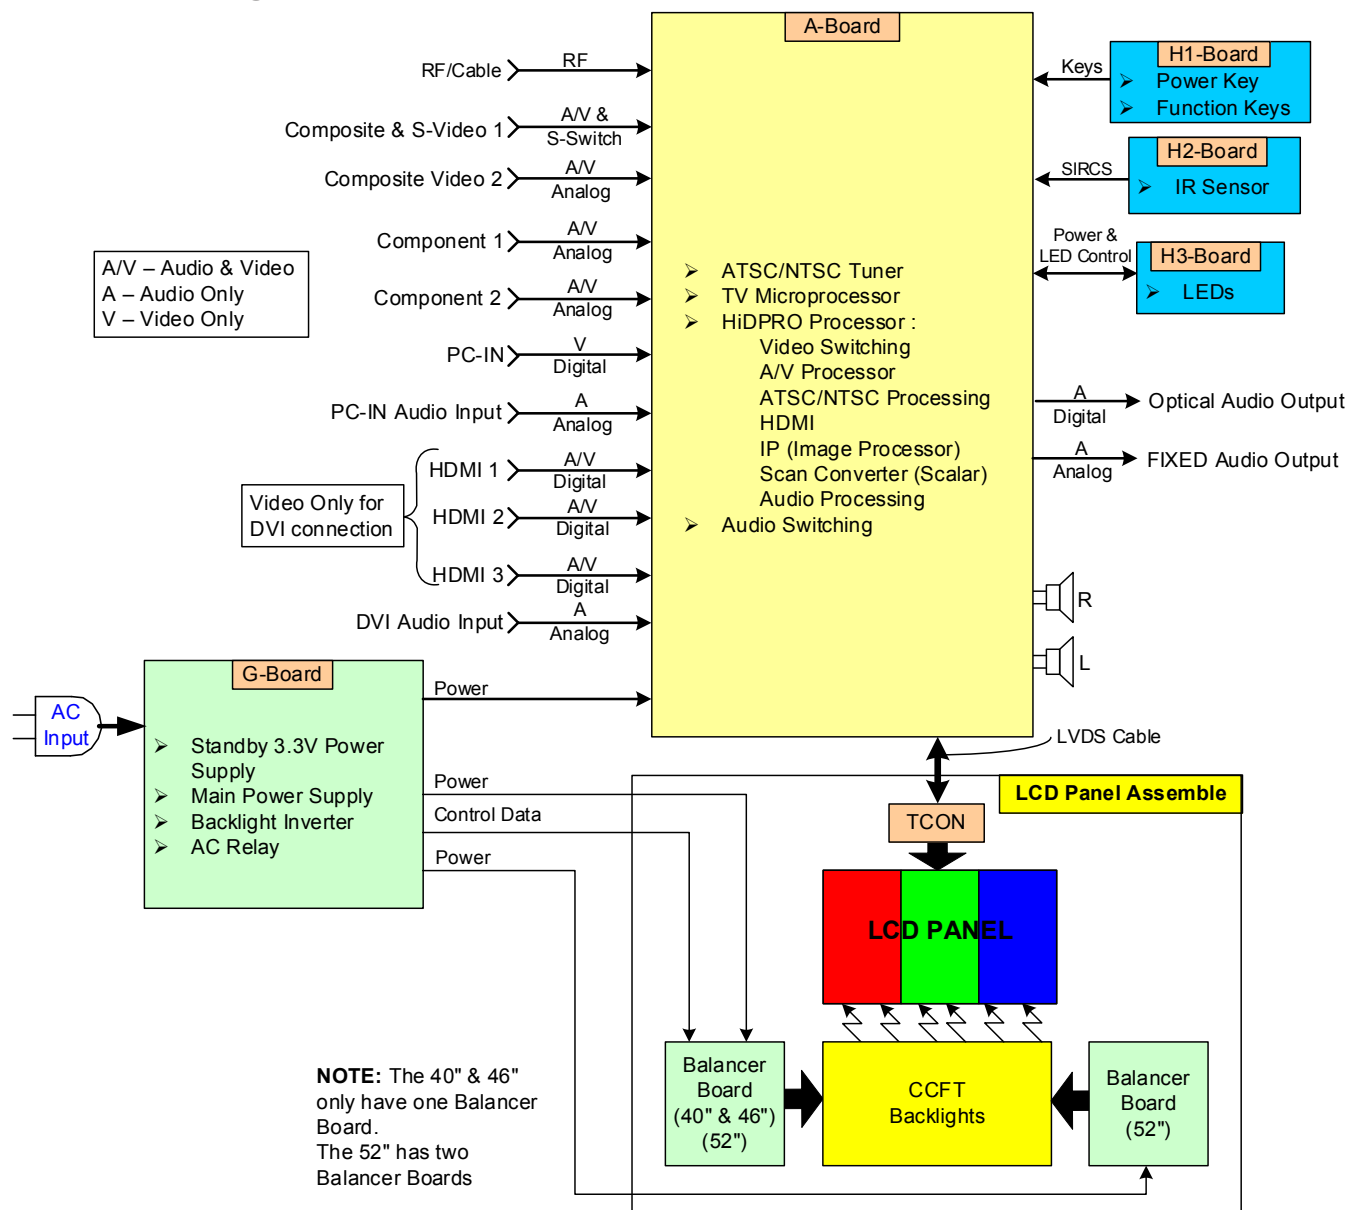 A-Board
RF/Cable
RF
Composite & S-Video 1
A/V &
S-Switch
Composite Video 2
A/V
Analog
Component 1
A/V
Analog
Component 2
A/V
Analog
PC-IN
V
Digital
PC-IN Audio Input
A
Analog
HDMI 1
A/V
Digital
HDMI 2
A/V
Digital
HDMI 3
A/V
Digital
DVI Audio Input
A
Analog
A/V – Audio & Video
A – Audio Only
V – Video Only
Video Only for
DVI connection
ATSC/NTSC Tuner
TV Microprocessor
HiDPRO Processor :
Video Switching
A/V Processor
ATSC/NTSC Processing
HDMI
IP (Image Processor)
Scan Converter (Scalar)
Audio Processing
Audio Switching
Keys
H1-Board
Power Key
Function Keys
SIRCS
H2-Board
IR Sensor
Power &
LED Control
H3-Board
LEDs
A
Digital
Optical Audio Output
A
Analog
FIXED Audio Output
R
L
G-Board
AC
Input
Standby 3.3V Power
Supply
Main Power Supply
Backlight Inverter
AC Relay
Power
Power
Control Data
Power
LVDS Cable
LCD Panel Assemble
TCON
LCD PANEL
Balancer
Board
(40" & 46")
(52")
CCFT
Backlights
Balancer
Board
(52")
NOTE: The 40" & 46"
only have one Balancer
Board.
The 52" has two
Balancer Boards